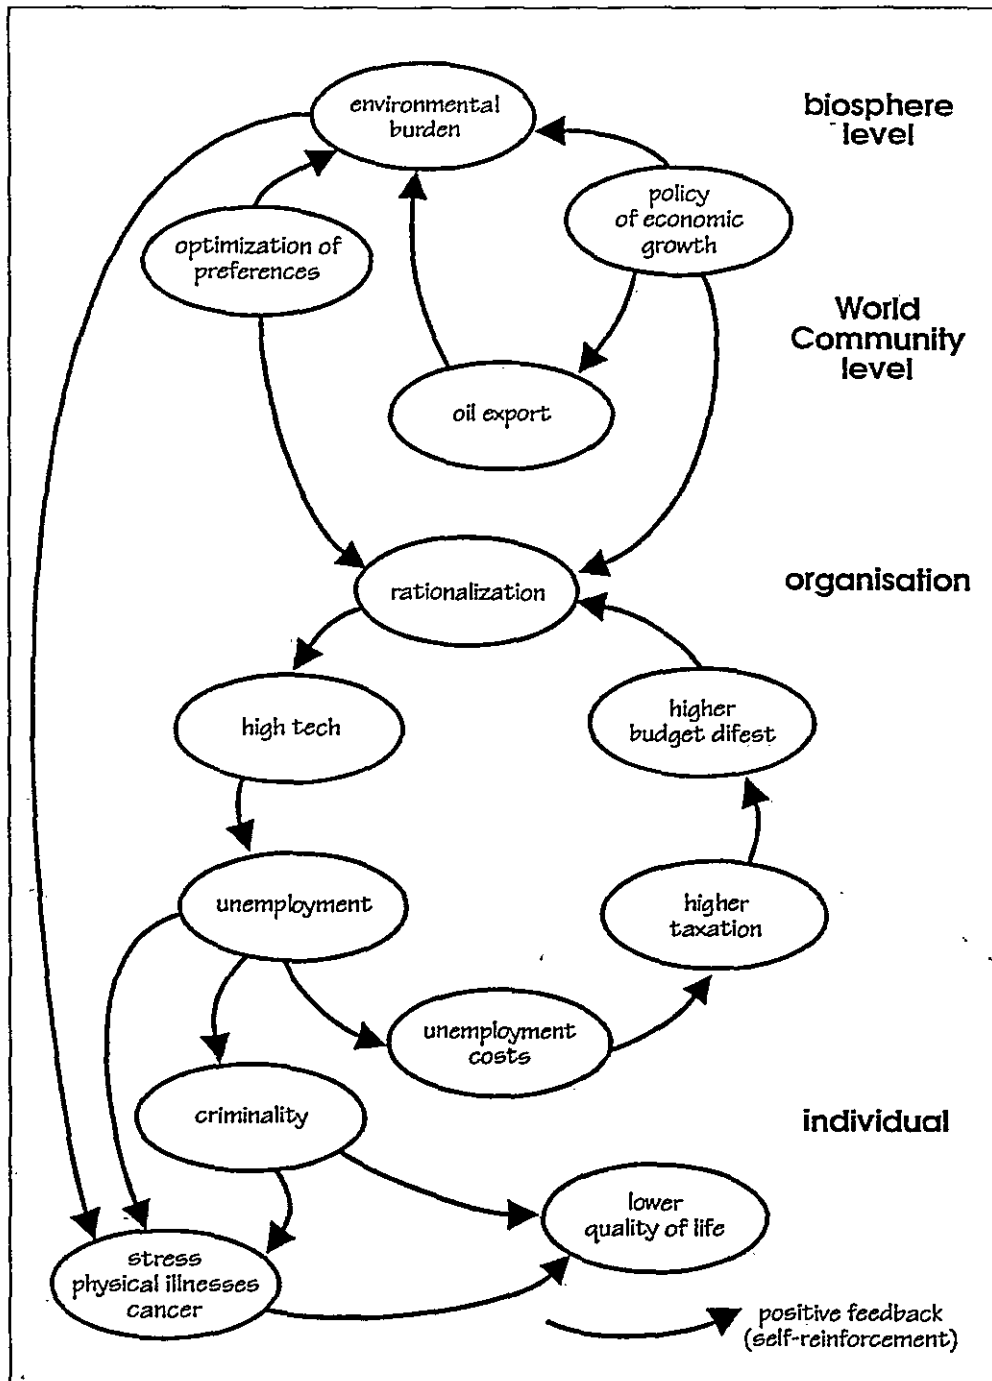 environmental
burden
biosphere
level
policy
of economic
growth
optimization of
preferences
World
Community
level
oil export
rationalization
organisation
high tech
higher
budget difest
unemployment
higher
taxation
unemployment
costs
criminality
individual
lower
quality of life
stress
physical illnesses
cancer
positive feedback
(self-reinforcement)